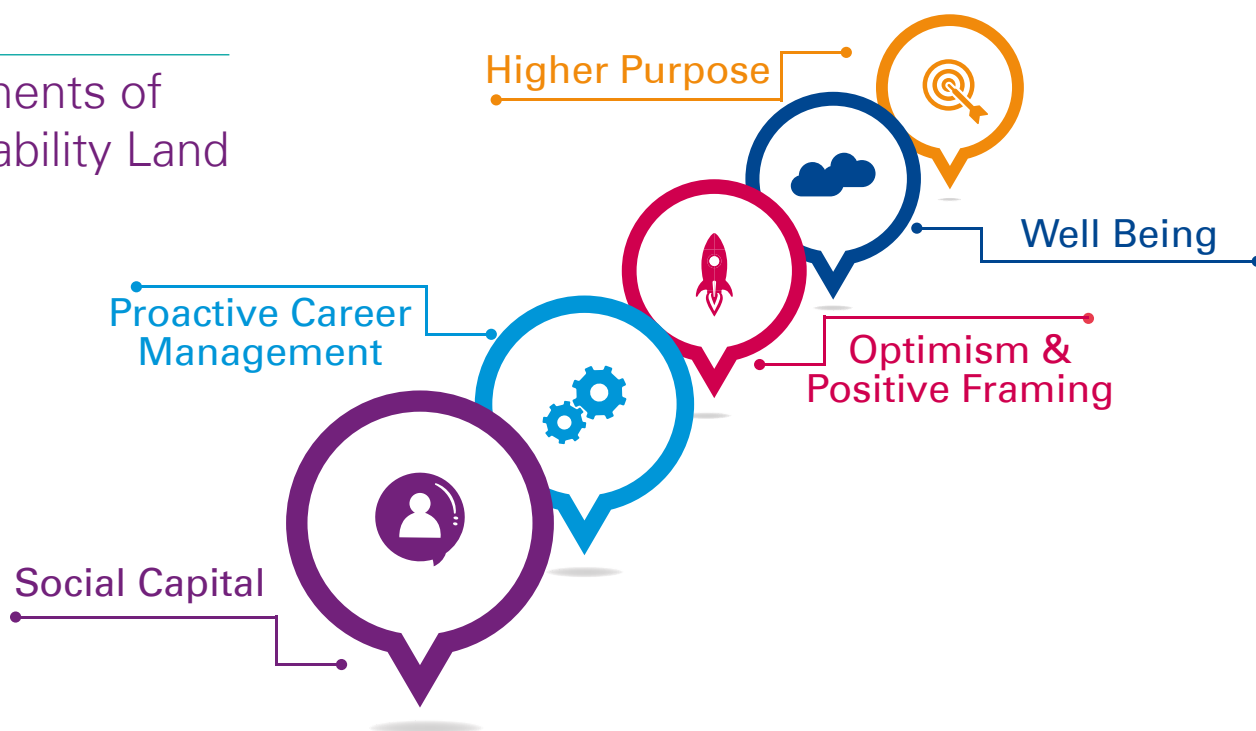 nents of
ability Land
Higher Purpose
Well Being
Proactive Career
Management
Optimism &
Positive Framing
Social Capital